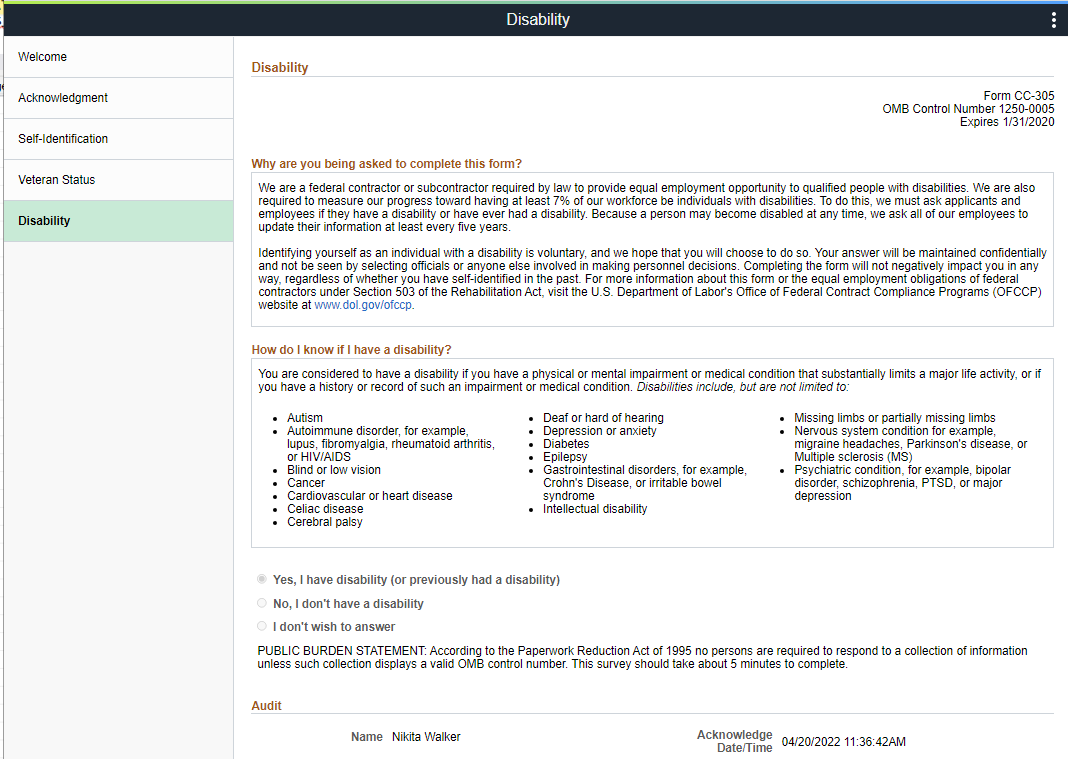 Disability
Welcome
Acknowledgment
Self-Identification
Veteran Status
Disability
Disability
Form CC-305
OMB Control Number 1250-0005
Expires 1/31/2020
Why are you being asked to complete this form?
We are a federal contractor or subcontractor required by law to provide equal employment opportunity to qualified people with disabilities. We are also
required to measure our progress toward having at least 7% of our workforce be individuals with disabilities. To do this, we must ask applicants and
employees if they have a disability or have ever had a disability. Because a person may become disabled at any time, we ask all of our employees to
update their information at least every five years.
Identifying yourself as an individual with a disability is voluntary, and we hope that you will choose to do so. Your answer will be maintained confidentially
and not be seen by selecting officials or anyone else involved in making personnel decisions. Completing the form will not negatively impact you in any
way, regardless of whether you have self-identified in the past. For more information about this form or the equal employment obligations of federal
contractors under Section 503 of the Rehabilitation Act, visit the U.S. Department of Labor's Office of Federal Contract Compliance Programs (OFCCP)
website at www.dol.gov/ofccp.
How do I know if I have a disability?
You are considered to have a disability if you have a physical or mental impairment or medical condition that substantially limits a major life activity, or if
you have a history or record of such an impairment or medical condition. Disabilities include, but are not limited to:
• Autism
• Autoimmune disorder, for example,
lupus, fibromyalgia, rheumatoid arthritis,
or HIV/AIDS
• Blind or low vision
• Cancer
• Cardiovascular or heart disease
• Celiac disease
• Cerebral palsy
• Deaf or hard of hearing
• Depression or anxiety
• Diabetes
• Epilepsy
• Gastrointestinal disorders, for example,
Crohn's Disease, or irritable bowel
syndrome
• Intellectual disability
• Missing limbs or partially missing limbs
• Nervous system condition for example,
migraine headaches, Parkinson's disease, or
Multiple sclerosis (MS)
• Psychiatric condition, for example, bipolar
disorder, schizophrenia, PTSD, or major
depression
Yes, I have disability (or previously had a disability)
No, I don't have a disability
I don't wish to answer
PUBLIC BURDEN STATEMENT: According to the Paperwork Reduction Act of 1995 no persons are required to respond to a collection of information
unless such collection displays a valid OMB control number. This survey should take about 5 minutes to complete.
Audit
Name Nikita Walker
Acknowledge
Date/Time 04/20/2022 11:36:42AM